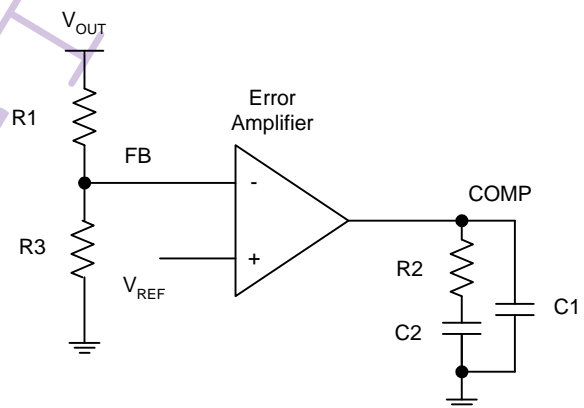 VOUT
R1
Error
Amplifier
FB
-
COMP
R3
+
R2
VREF
C1
C2